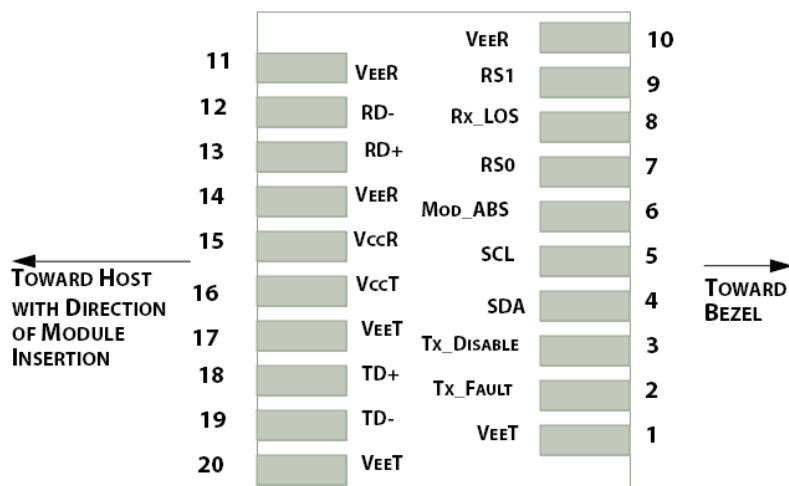 VEER 10
11 VEER
RS1 9
12 RD-
RX_LOS 8
13 RD+
RS0 7
14 VEER
MOD_ABS 6
15 VCCR
SCL 5
16 VCCT
SDA 4
17 VEET
TX_DISABLE 3
18 TD+
TX_FAULT 2
19 TD-
VEET 1
20 VEET
TOWARD HOST
WITH DIRECTION
OF MODULE
INSERTION
TOWARD
BEZEL